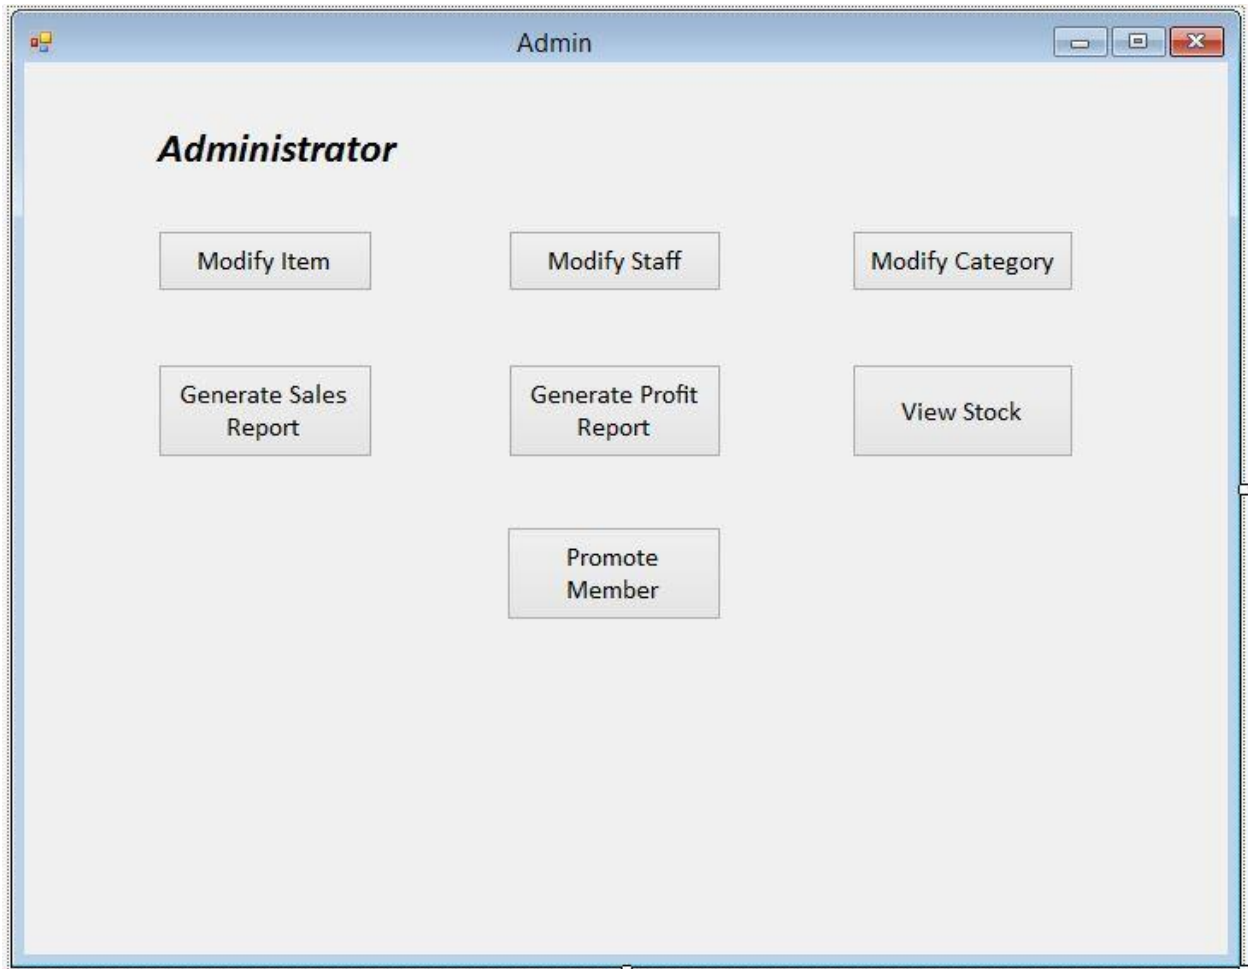 Admin
Administrator
Modify Item
Modify Staff
Modify Category
Generate Sales
Report
Generate Profit
Report
View Stock
Promote
Member